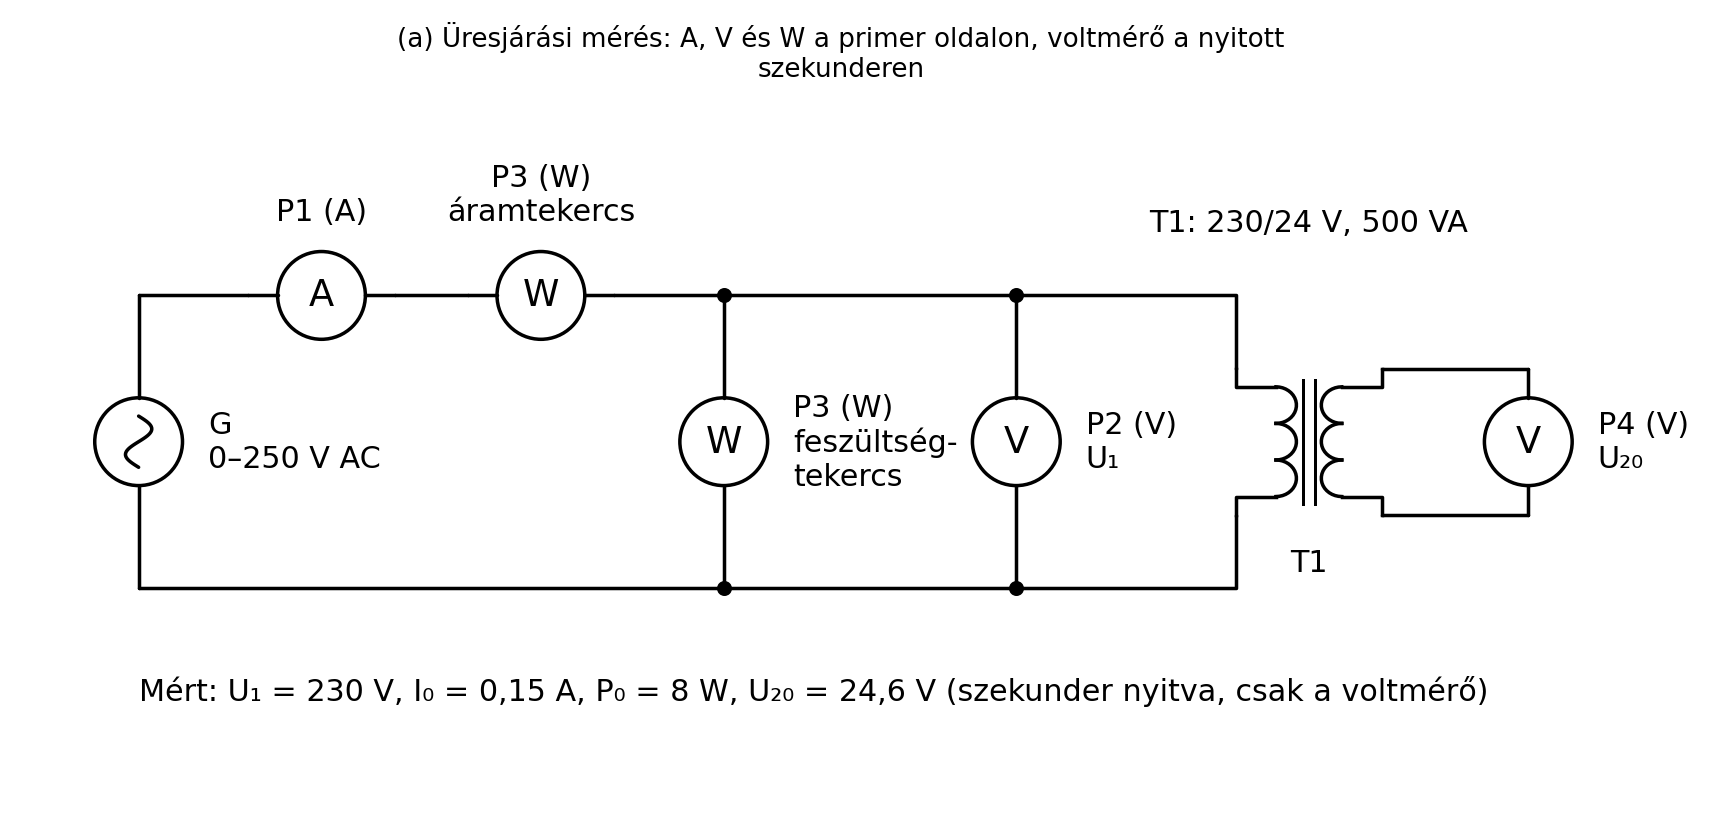 (a) Üresjárási mérés: A, V és W a primer oldalon, voltmérő a nyitott
szekunderen
P3 (W)
áramtekercs
P1 (A)
T1: 230/24 V, 500 VA
A
W
G
0–250 V AC
W
P3 (W)
feszültség-
tekercs
V
P2 (V)
U₁
V
P4 (V)
U₂₀
T1
Mért: U₁ = 230 V, I₀ = 0,15 A, P₀ = 8 W, U₂₀ = 24,6 V (szekunder nyitva, csak a voltmérő)